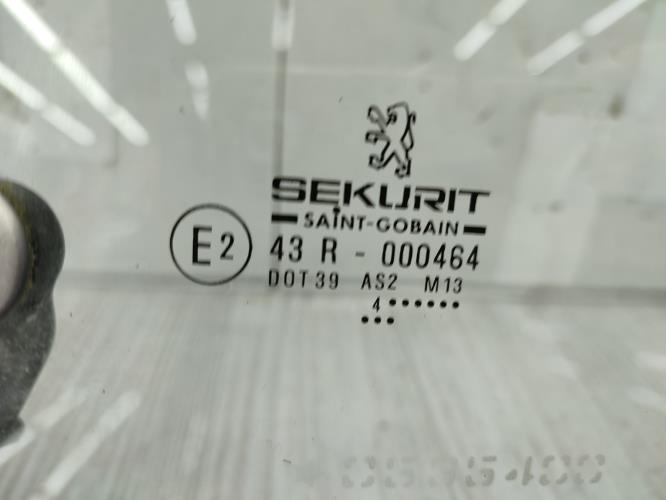 SEKURIT
SAINT-GOBAIN
E2 43 R - 000464
DOT39 AS2 M13
4 •••••••
•••